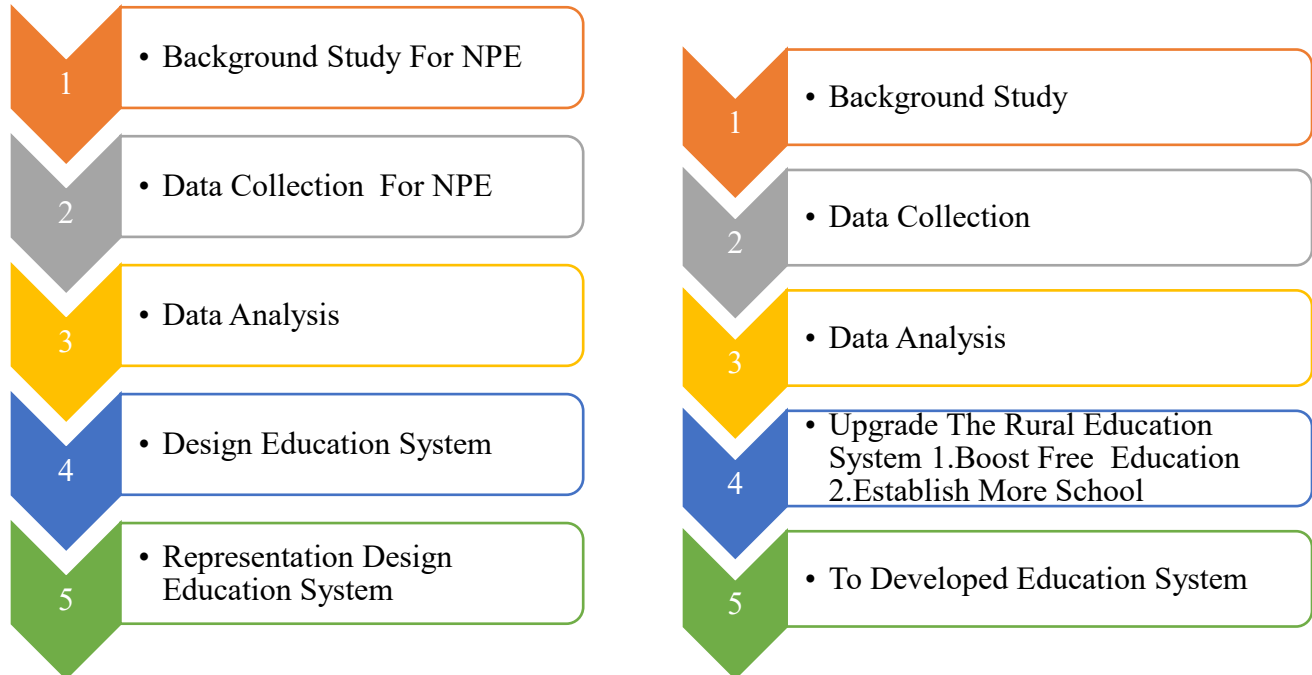 1
• Background Study For NPE
2
• Data Collection  For NPE
3
• Data Analysis
4
• Design Education System
5
• Representation Design
Education System
1
• Background Study
2
• Data Collection
3
• Data Analysis
4
• Upgrade The Rural Education
System 1.Boost Free  Education
2.Establish More School
5
• To Developed Education System